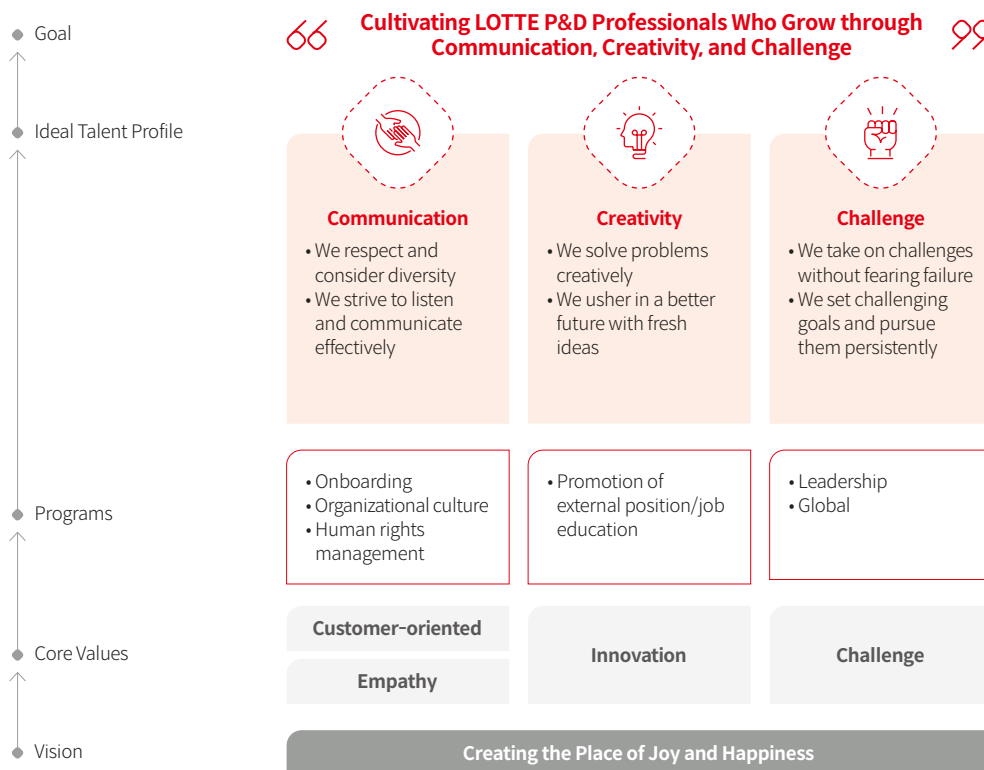 Goal
Cultivating LOTTE P&D Professionals Who Grow through
Communication, Creativity, and Challenge
Ideal Talent Profile
Communication
• We respect and
consider diversity
• We strive to listen
and communicate
effectively
Creativity
• We solve problems
creatively
• We usher in a better
future with fresh
ideas
Challenge
• We take on challenges
without fearing failure
• We set challenging
goals and pursue
them persistently
Programs
• Onboarding
• Organizational culture
• Human rights
management
• Promotion of
external position/job
education
• Leadership
• Global
Core Values
Customer-oriented
Empathy
Innovation
Challenge
Vision
Creating the Place of Joy and Happiness